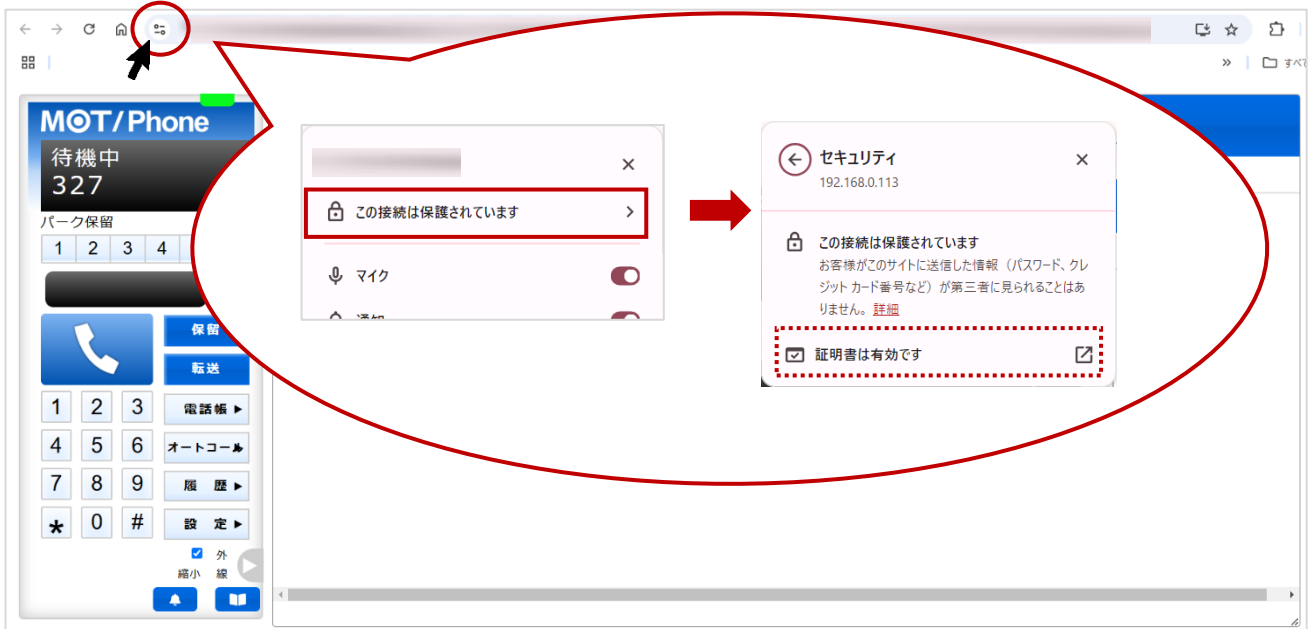 すべて
MOT/Phone
待機中
327
パーク保留
1 2 3 4
保留
転送
1 2 3 電話帳▶
4 5 6 オートコール▶
7 8 9 履 歴▶
* 0 # 設 定▶
外
縮小 線
この接続は保護されています
マイク
通知
セキュリティ
192.168.0.113
この接続は保護されています
お客様がこのサイトに送信した情報（パスワード、クレ
ジット カード番号など）が第三者に見られることはあ
りません。詳細
証明書は有効です